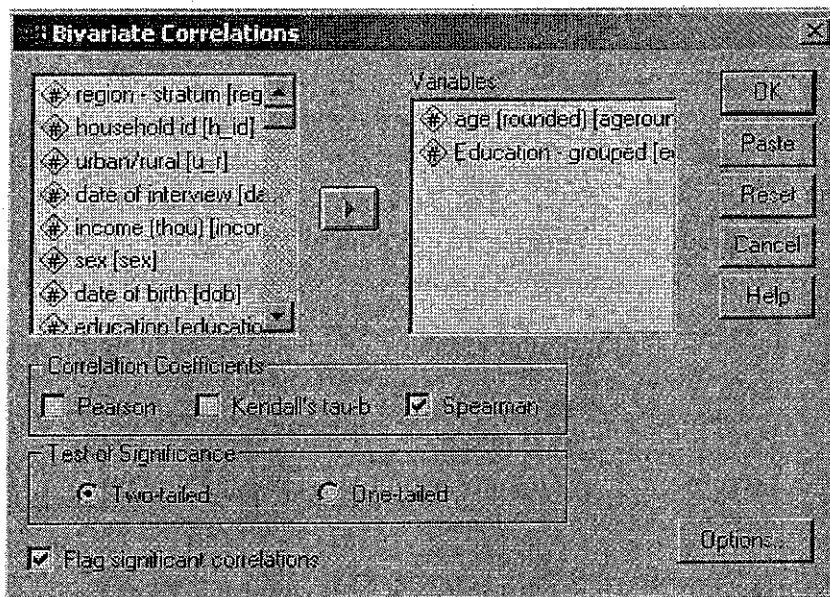 Bivariate Correlations
region - stratum [reg
household id [h_id]
urban/rural [u_r]
date of interview [da
income (thou) [incor
sex [sex]
date of birth [dob]
education [educatio
Variables:
age (rounded) [ageroun
Education - grouped [e
OK
Paste
Reset
Cancel
Help
Correlation Coefficients
Pearson Kendall's tau-b Spearman
Test of Significance
Two-tailed One-tailed
Flag significant correlations
Options...